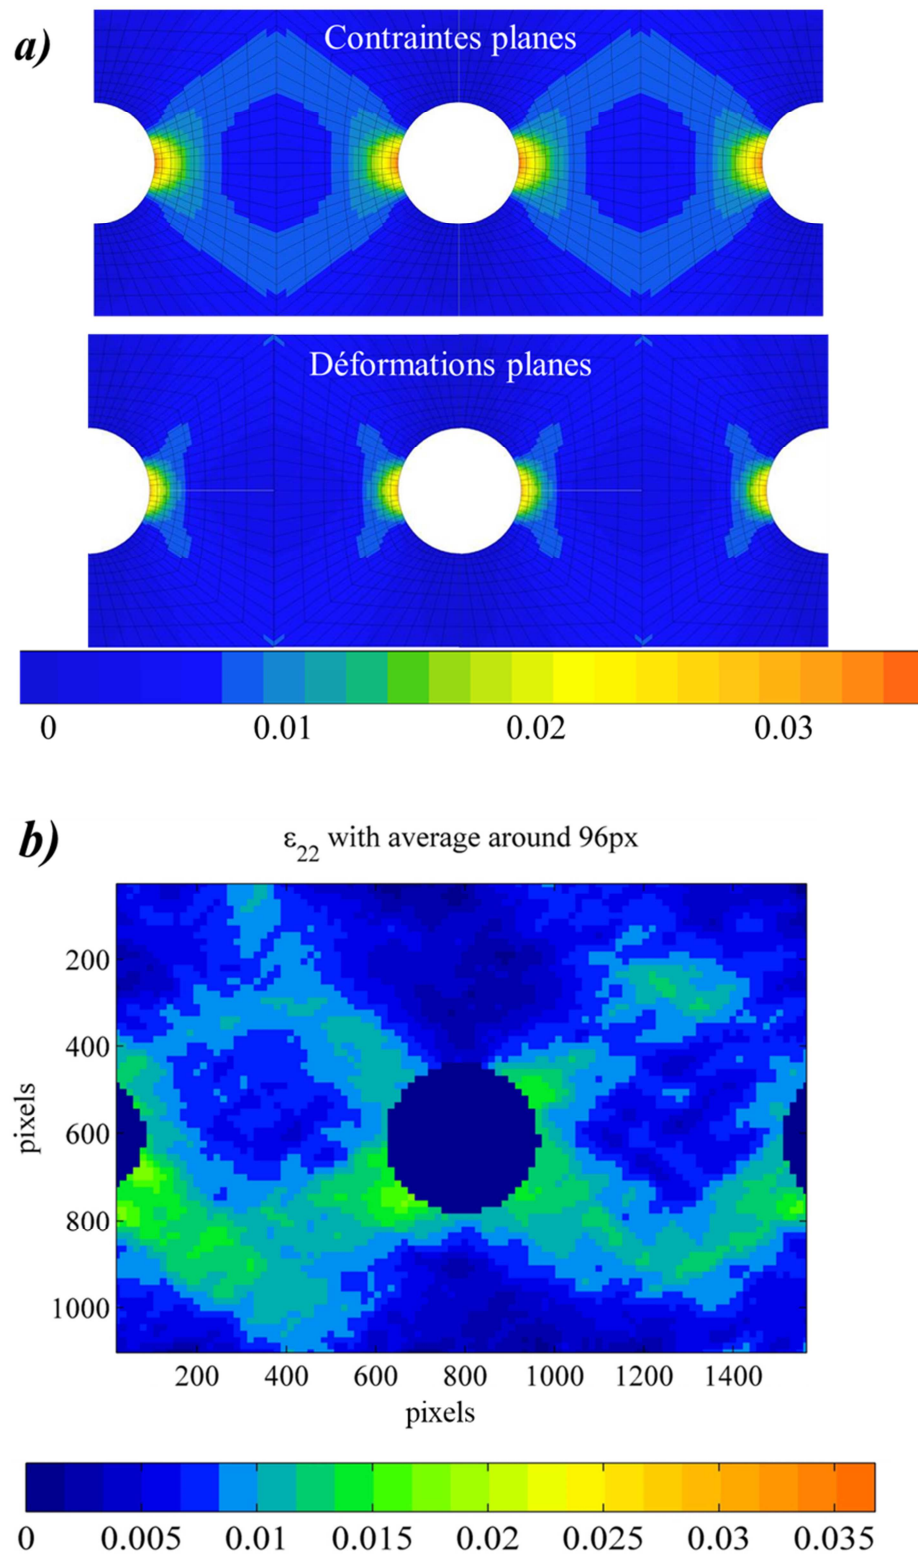 a)
Contraintes planes
Déformations planes
0 0.01 0.02 0.03
b)
ε22 with average around 96px
200
400
600
800
1000
pixels
200 400 600 800 1000 1200 1400
pixels
0 0.005 0.01 0.015 0.02 0.025 0.03 0.035